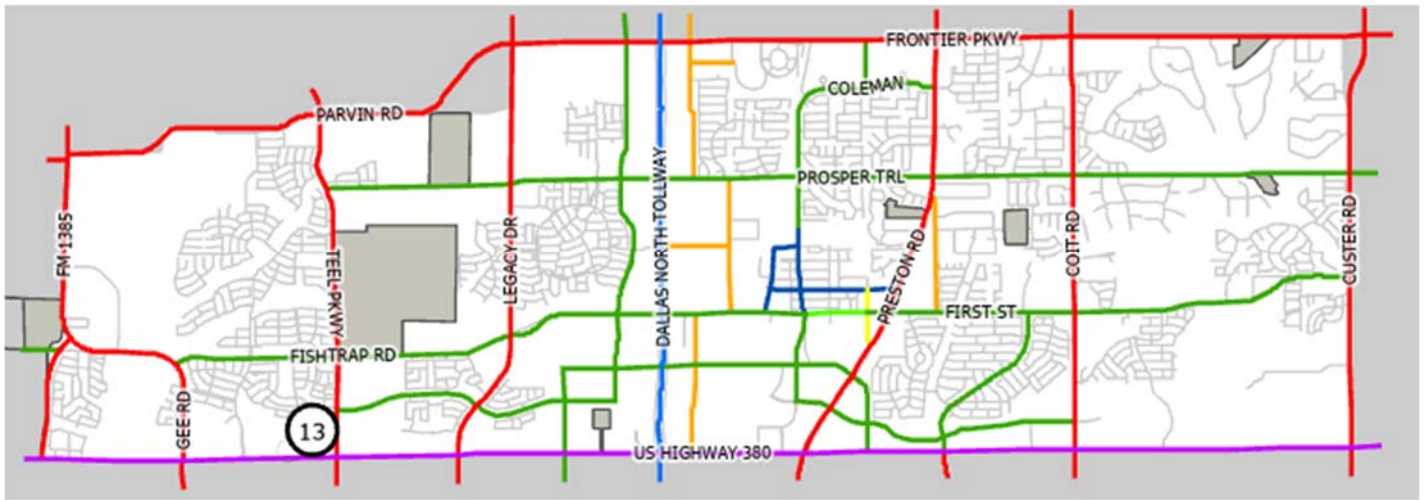 FRONTIER PKWY
COLEMAN
PARVIN RD
PROSPER TRL
FM 1385
TEEL PKWY
LEGACY DR
DALLAS NORTH TOLLWAY
PRESTON RD
COIT RD
CUSTER RD
FIRST ST
FISHTRAP RD
GEE RD
13
US HIGHWAY 380